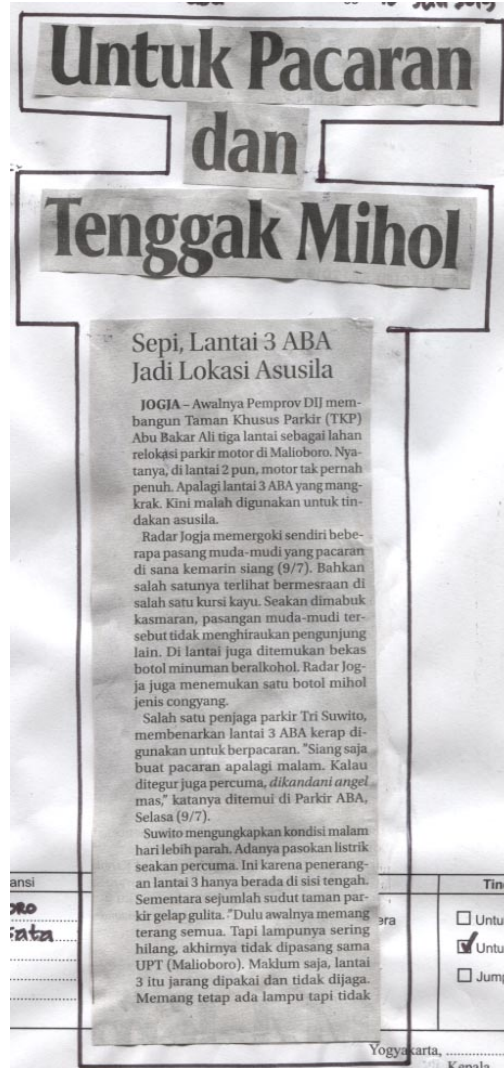 Untuk Pacaran
dan
Tenggak Mihol
Sepi, Lantai 3 ABA
Jadi Lokasi Asusila
JOGJA – Awalnya Pemprov DIJ mem-
bangun Taman Khusus Parkir (TKP)
Abu Bakar Ali tiga lantai sebagai lahan
relokasi parkir motor di Malioboro. Nya-
tanya, di lantai 2 pun, motor tak pernah
penuh. Apalagi lantai 3 ABA yang mang-
krak. Kini malah digunakan untuk tin-
dakan asusila.
Radar Jogja memergoki sendiri bebe-
rapa pasang muda-mudi yang pacaran
di sana kemarin siang (9/7). Bahkan
salah satunya terlihat bermesraan di
salah satu kursi kayu. Seakan dimabuk
kasmaran, pasangan muda-mudi ter-
sebut tidak menghiraukan pengunjung
lain. Di lantai juga ditemukan bekas
botol minuman beralkohol. Radar Jog-
ja juga menemukan satu botol mihol
jenis congyang.
Salah satu penjaga parkir Tri Suwito,
membenarkan lantai 3 ABA kerap di-
gunakan untuk berpacaran. "Siang saja
buat pacaran apalagi malam. Kalau
ditegur juga percuma, dikandani angel
mas," katanya ditemui di Parkir ABA,
Selasa (9/7).
Suwito mengungkapkan kondisi malam
hari lebih parah. Adanya pasokan listrik
seakan percuma. Ini karena penerang-
an lantai 3 hanya berada di sisi tengah.
Sementara sejumlah sudut taman par-
kir gelap gulita. "Dulu awalnya memang
terang semua. Tapi lampunya sering
hilang, akhirnya tidak dipasang sama
UPT (Malioboro). Maklum saja, lantai
3 itu jarang dipakai dan tidak dijaga.
Memang tetap ada lampu tapi tidak
ansi
Tin
era
Untu
Untu
Jump
Yogyakarta, ..............
Kepala